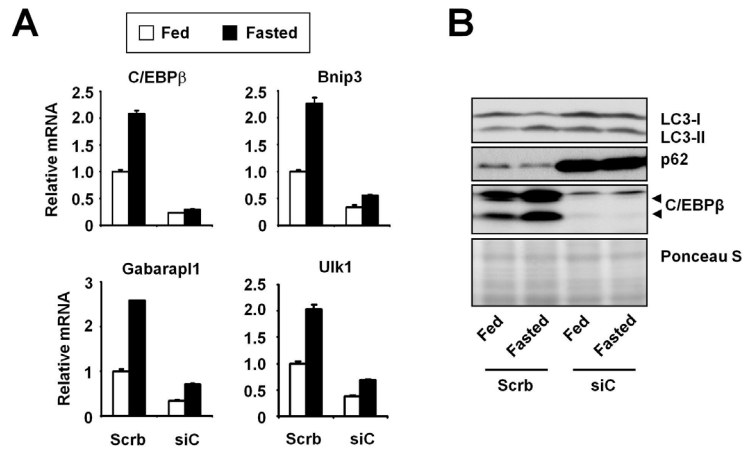 A
Fed
Fasted
C/EBPβ
Relative mRNA
2.5
2.0
1.5
1.0
0.5
0
Bnip3
2.5
2.0
1.5
1.0
0.5
0
Gabarapl1
Relative mRNA
3
2
1
0
Scrb
siC
Ulk1
2.5
2.0
1.5
1.0
0.5
0
Scrb
siC
B
LC3-I
LC3-II
p62
C/EBPβ
Ponceau S
Fed
Fasted
Fed
Fasted
Scrb
siC